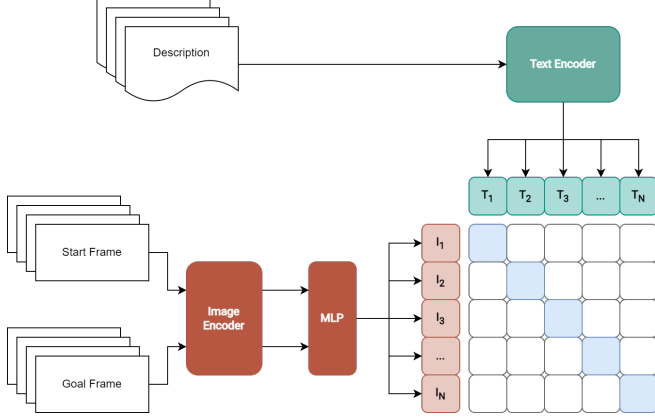 Description
Text Encoder
T1 T2 T3 ... TN
Start Frame
Goal Frame
Image
Encoder
MLP
I1
I2
I3
...
IN